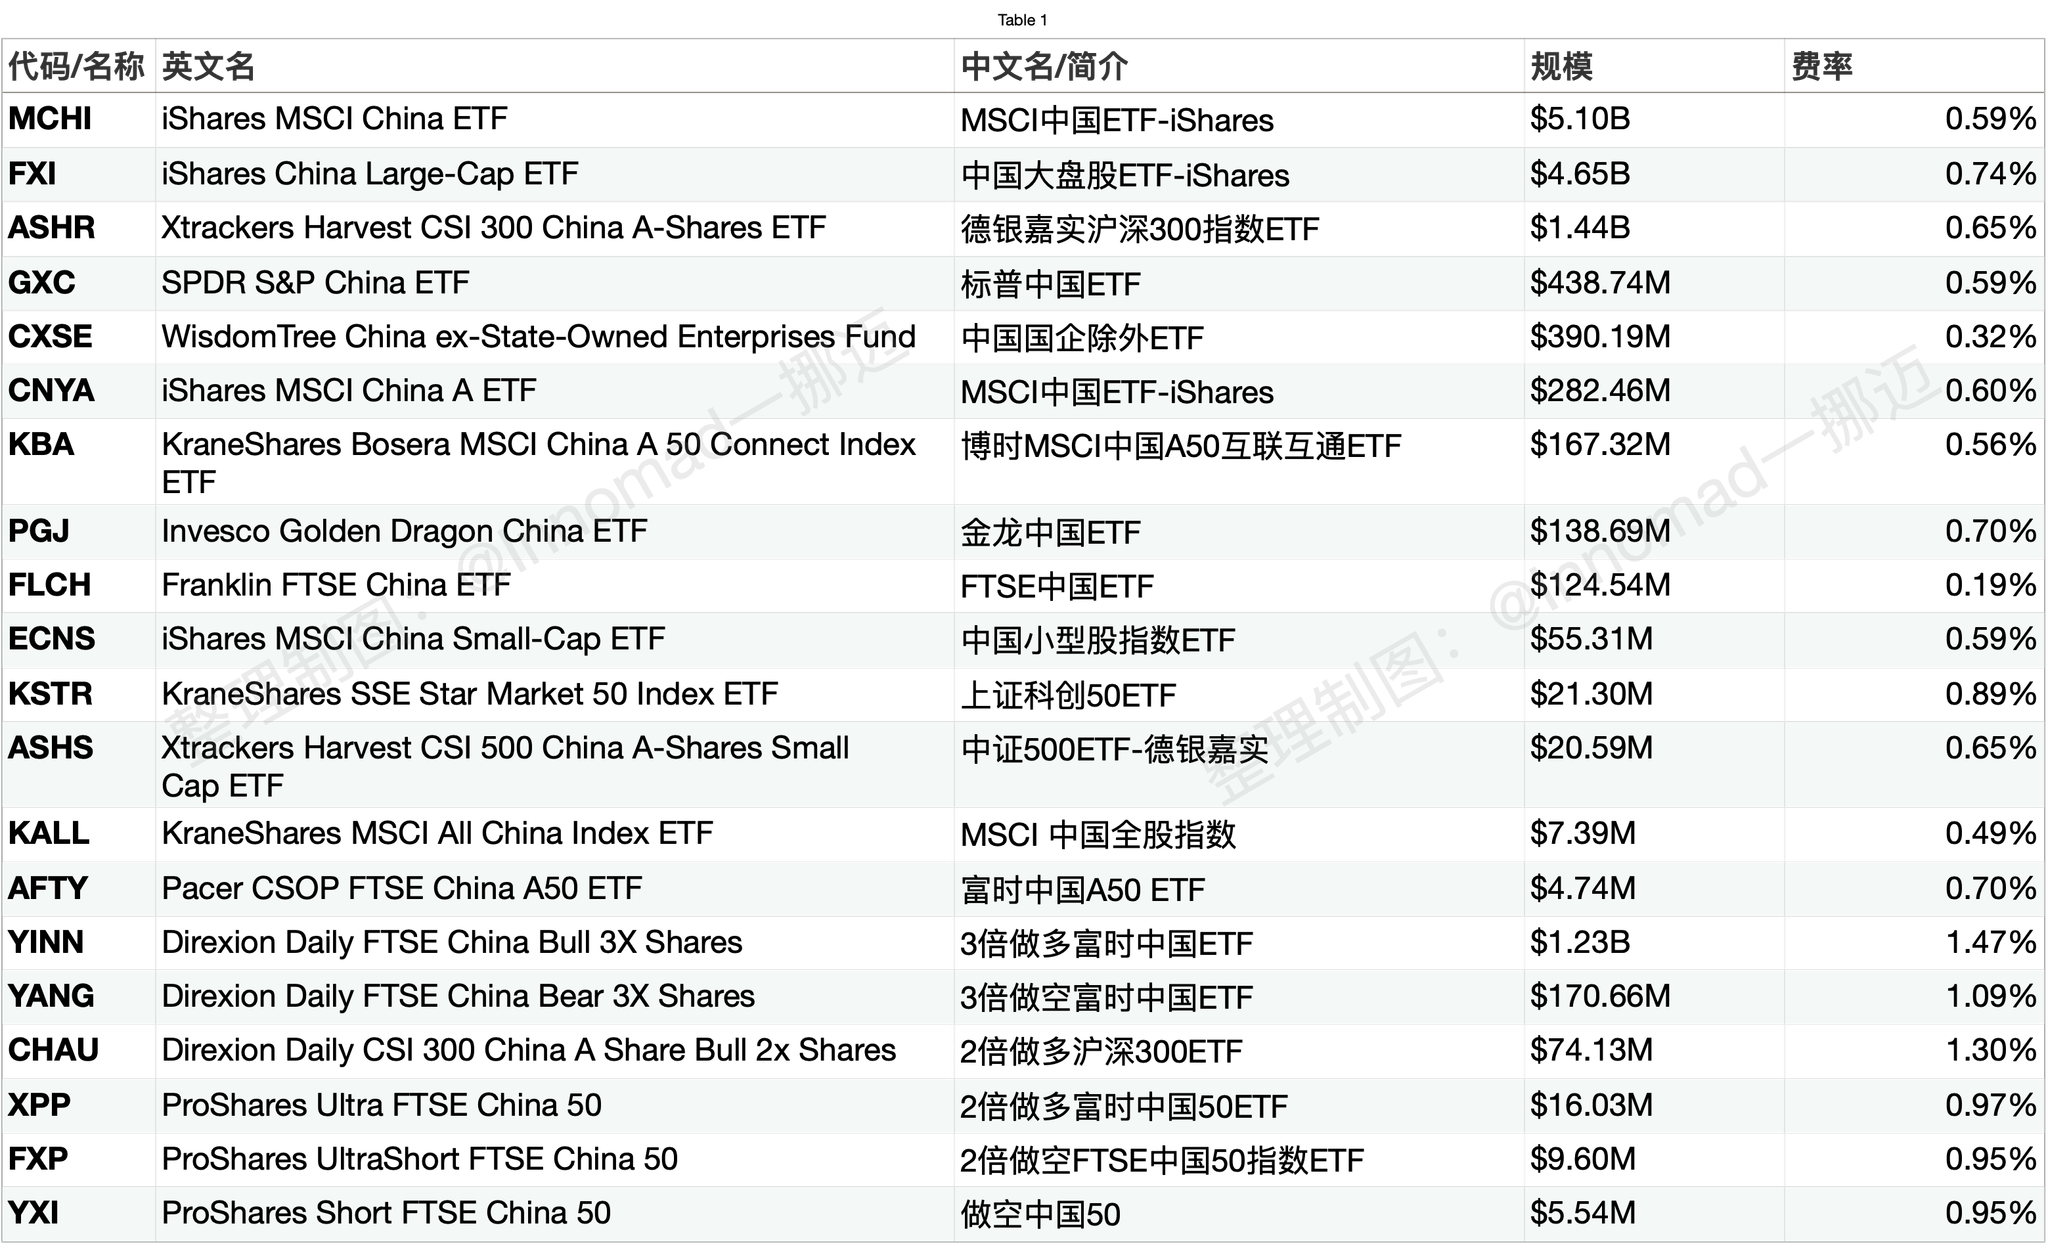 Table 1
代码/名称 英文名 中文名/简介 规模 费率
MCHI iShares MSCI China ETF MSCI中国ETF-iShares $5.10B 0.59%
FXI iShares China Large-Cap ETF 中国大盘股ETF-iShares $4.65B 0.74%
ASHR Xtrackers Harvest CSI 300 China A-Shares ETF 德银嘉实沪深300指数ETF $1.44B 0.65%
GXC SPDR S&P China ETF 标普中国ETF $438.74M 0.59%
CXSE WisdomTree China ex-State-Owned Enterprises Fund 中国国企除外ETF $390.19M 0.32%
CNYA iShares MSCI China A ETF MSCI中国ETF-iShares $282.46M 0.60%
KBA KraneShares Bosera MSCI China A 50 Connect Index 博时MSCI中国A50互联互通ETF $167.32M 0.56%
ETF
PGJ Invesco Golden Dragon China ETF 金龙中国ETF $138.69M 0.70%
FLCH Franklin FTSE China ETF FTSE中国ETF $124.54M 0.19%
ECNS iShares MSCI China Small-Cap ETF 中国小型股指数ETF $55.31M 0.59%
KSTR KraneShares SSE Star Market 50 Index ETF 上证科创50ETF $21.30M 0.89%
ASHS Xtrackers Harvest CSI 500 China A-Shares Small 中证500ETF-德银嘉实 $20.59M 0.65%
Cap ETF
KALL KraneShares MSCI All China Index ETF MSCI 中国全股指数 $7.39M 0.49%
AFTY Pacer CSOP FTSE China A50 ETF 富时中国A50 ETF $4.74M 0.70%
YINN Direxion Daily FTSE China Bull 3X Shares 3倍做多富时中国ETF $1.23B 1.47%
YANG Direxion Daily FTSE China Bear 3X Shares 3倍做空富时中国ETF $170.66M 1.09%
CHAU Direxion Daily CSI 300 China A Share Bull 2x Shares 2倍做多沪深300ETF $74.13M 1.30%
XPP ProShares Ultra FTSE China 50 2倍做多富时中国50ETF $16.03M 0.97%
FXP ProShares UltraShort FTSE China 50 2倍做空FTSE中国50指数ETF $9.60M 0.95%
YXI ProShares Short FTSE China 50 做空中国50 $5.54M 0.95%
整理制图：@innomad一挪迈
整理制图：@innomad一挪迈